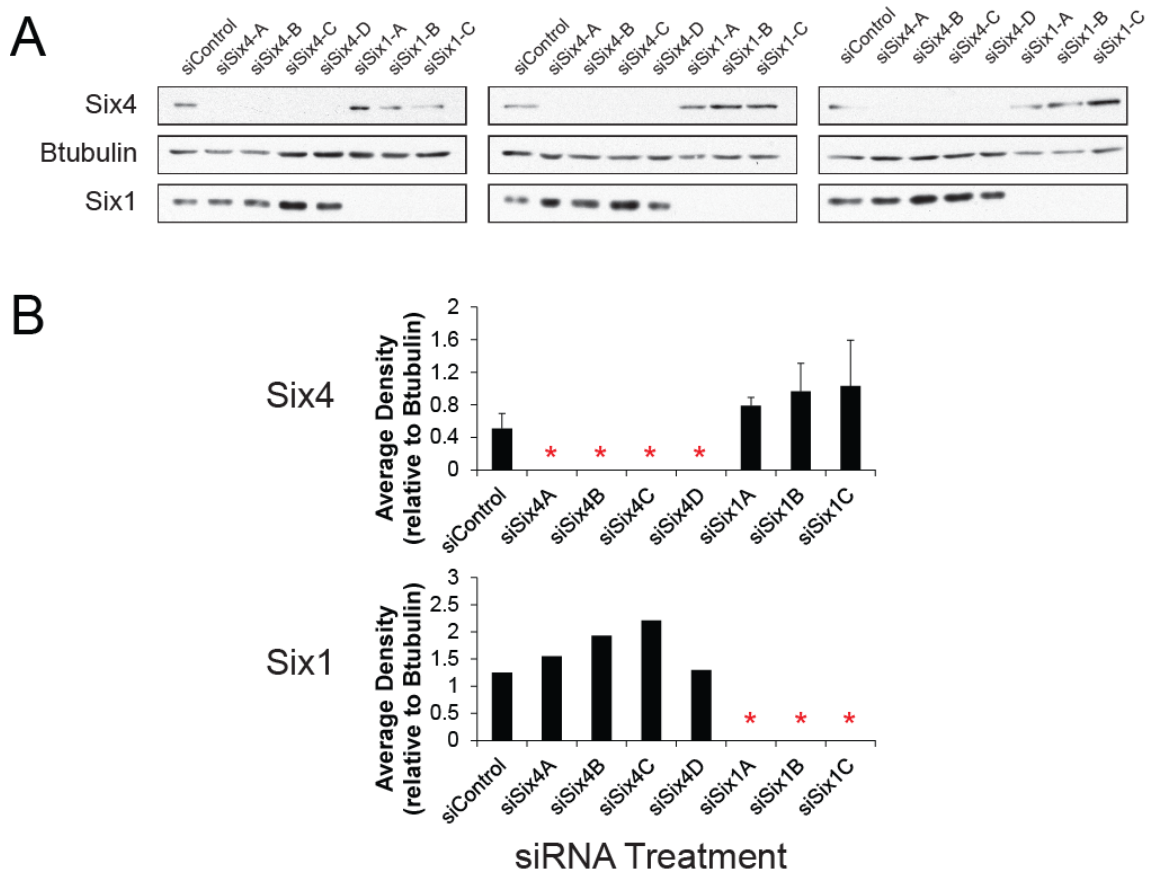 A
siControl
siSix4-A
siSix4-B
siSix4-C
siSix4-D
siSix1-A
siSix1-B
siSix1-C
siControl
siSix4-A
siSix4-B
siSix4-C
siSix4-D
siSix1-A
siSix1-B
siSix1-C
siControl
siSix4-A
siSix4-B
siSix4-C
siSix4-D
siSix1-A
siSix1-B
siSix1-C
Six4
Btubulin
Six1
B
Six4
Average Density
(relative to Btubulin)
2
1.6
1.2
0.8
0.4
0
* * * *
siControl
siSix4A
siSix4B
siSix4C
siSix4D
siSix1A
siSix1B
siSix1C
Six1
Average Density
(relative to Btubulin)
3
2.5
2
1.5
1
0.5
0
* * *
siControl
siSix4A
siSix4B
siSix4C
siSix4D
siSix1A
siSix1B
siSix1C
siRNA Treatment